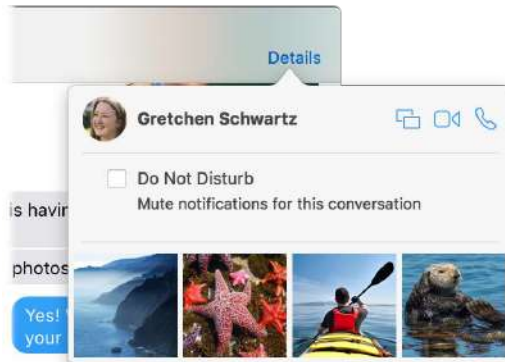 Details
Gretchen Schwartz
Do Not Disturb
Mute notifications for this conversation
is havin
photos
Yes!
your